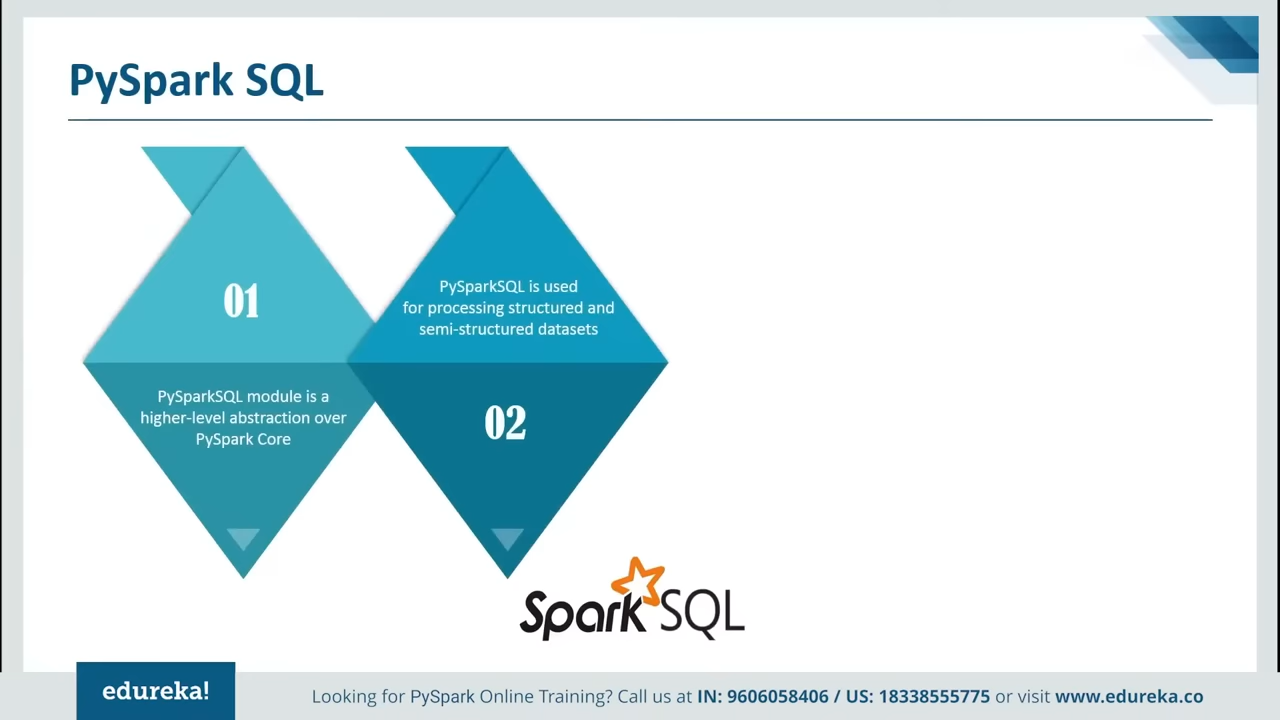 PySpark SQL
01
PySparkSQL module is a
higher-level abstraction over
PySpark Core
PySparkSQL is used
for processing structured and
semi-structured datasets
02
Spark SQL
edureka!
Looking for PySpark Online Training? Call us at IN: 9606058406 / US: 18338555775 or visit www.edureka.co